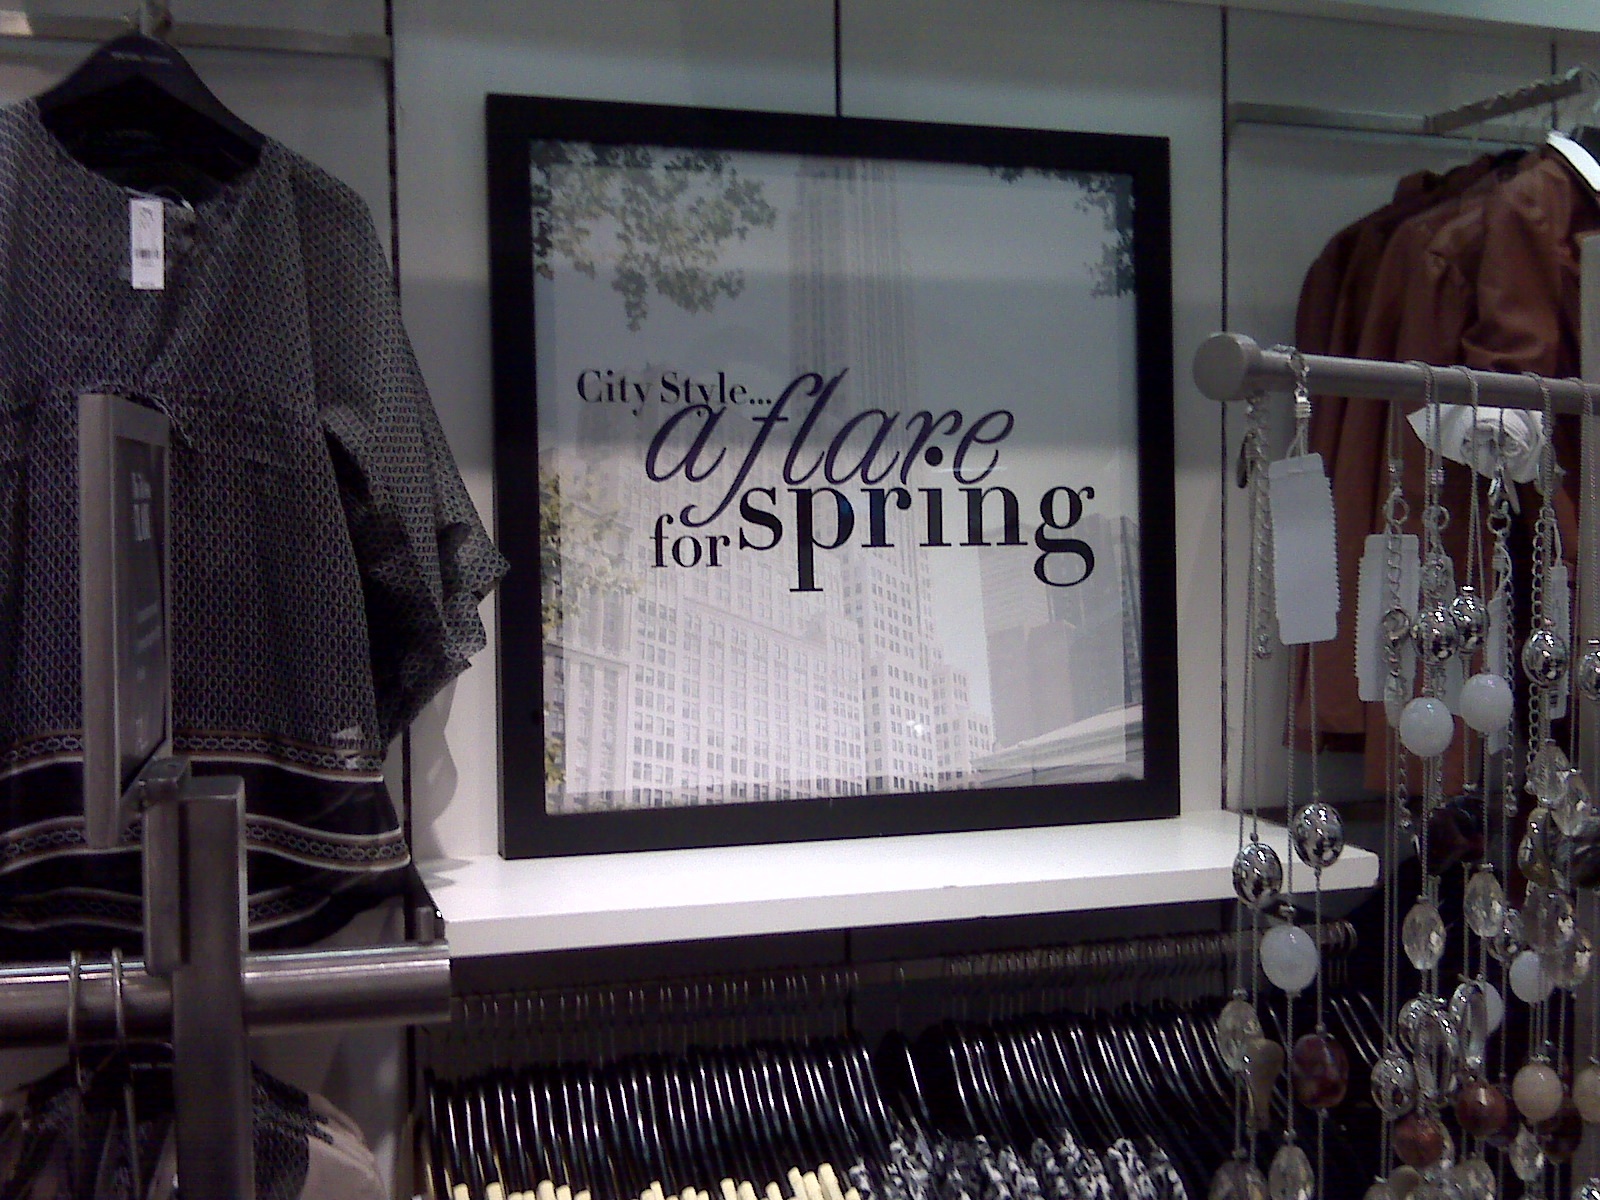 City Style...
a flare
for spring